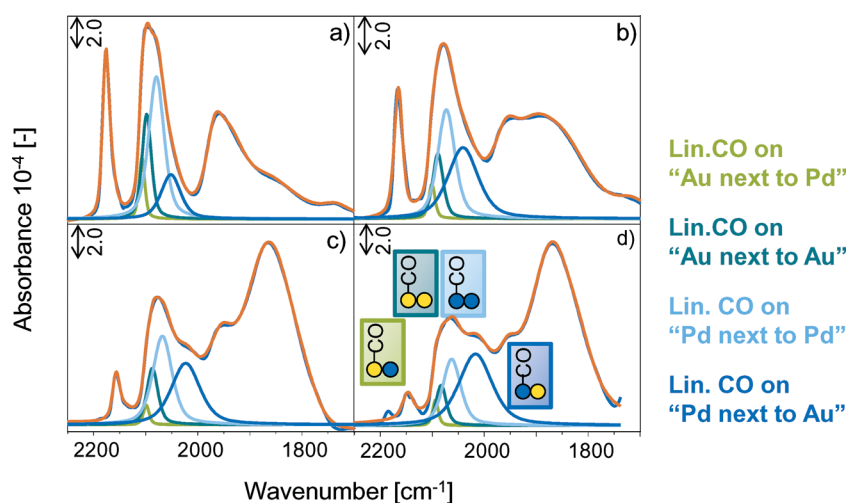 2.0
a)
2.0
b)
Absorbance 10-4 [-]
Lin.CO on
“Au next to Pd”
Lin.CO on
“Au next to Au”
Lin. CO on
“Pd next to Pd”
Lin. CO on
“Pd next to Au”
2.0
c)
2.0
d)
CO
CO
CO
CO
2200
2000
2200
2000
1800
Wavenumber [cm-1]